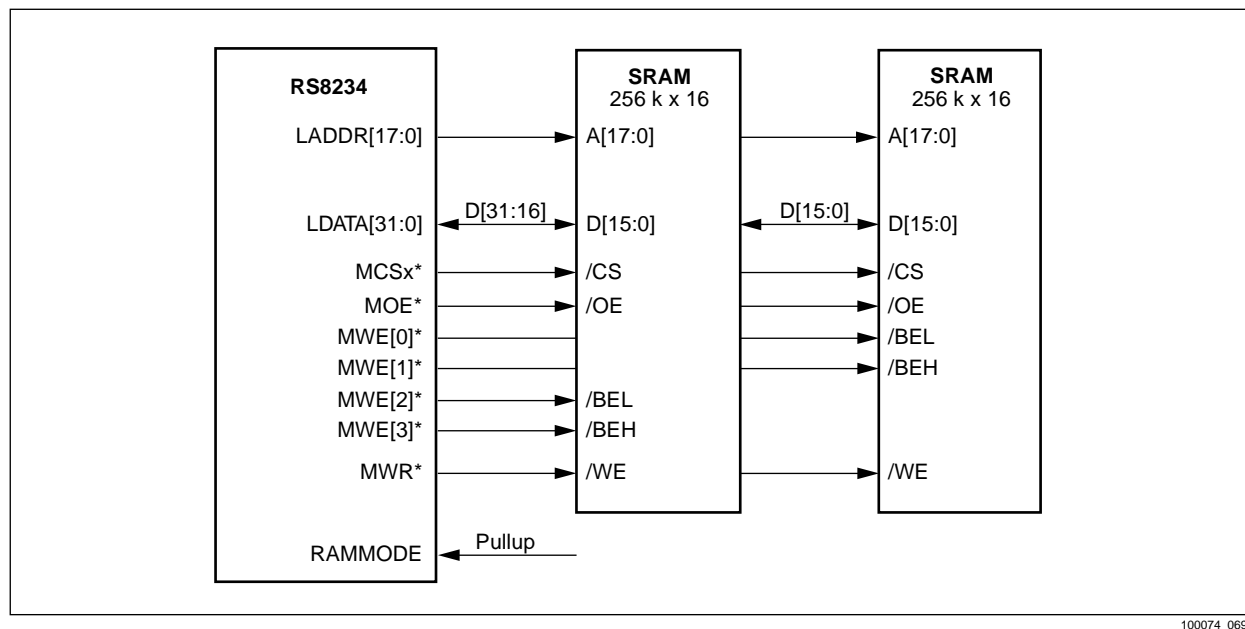 RS8234
LADDR[17:0]
LDATA[31:0]
MCSx*
MOE*
MWE[0]*
MWE[1]*
MWE[2]*
MWE[3]*
MWR*
RAMMODE
D[31:16]
Pullup
SRAM
256 k x 16
A[17:0]
D[15:0]
/CS
/OE
/BEL
/BEH
/WE
D[15:0]
SRAM
256 k x 16
A[17:0]
D[15:0]
/CS
/OE
/BEL
/BEH
/WE
100074_069